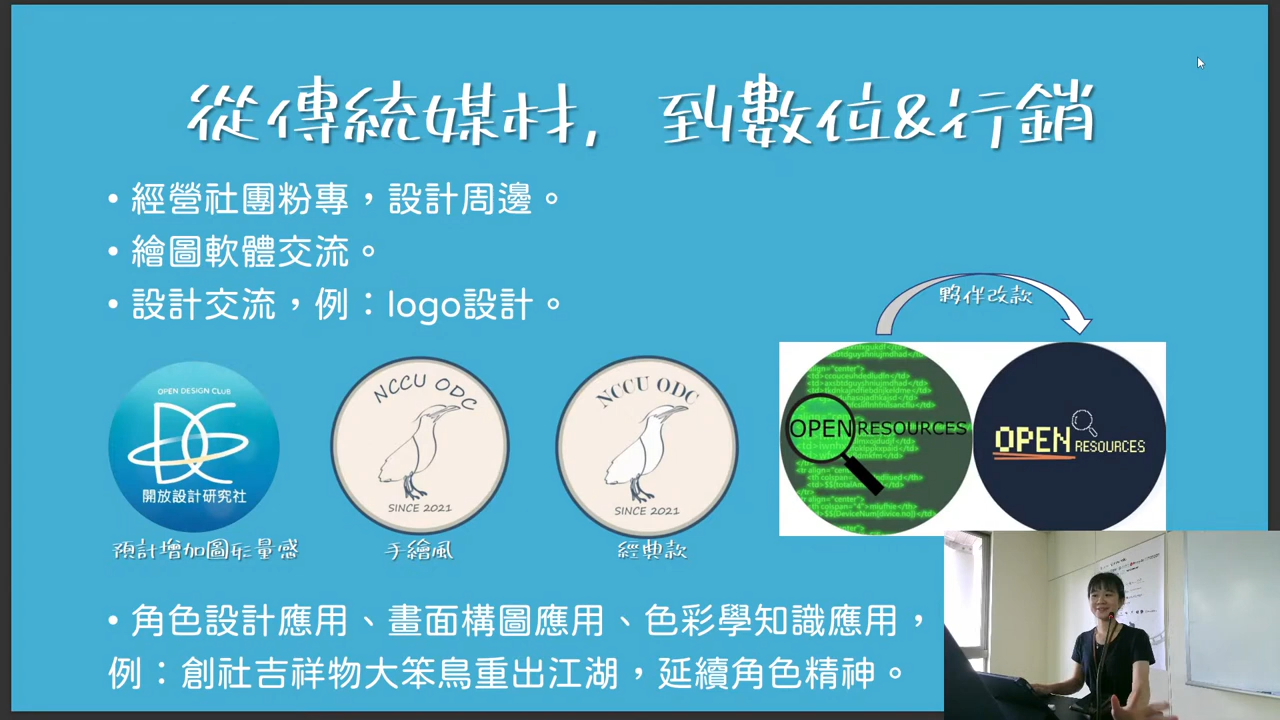 從傳統媒材, 到數位&行銷
• 經營社團粉專，設計周邊。
• 繪圖軟體交流。
• 設計交流，例：logo設計。
夥伴改款
OPEN DESIGN CLUB
開放設計研究社
預計增加圖形量感
NCCU ODC
SINCE 2021
手繪風
NCCU ODC
SINCE 2021
經典款
OPENRESOURCES
OPEN RESOURCES
• 角色設計應用、畫面構圖應用、色彩學知識應用，
例：創社吉祥物大笨鳥重出江湖，延續角色精神。